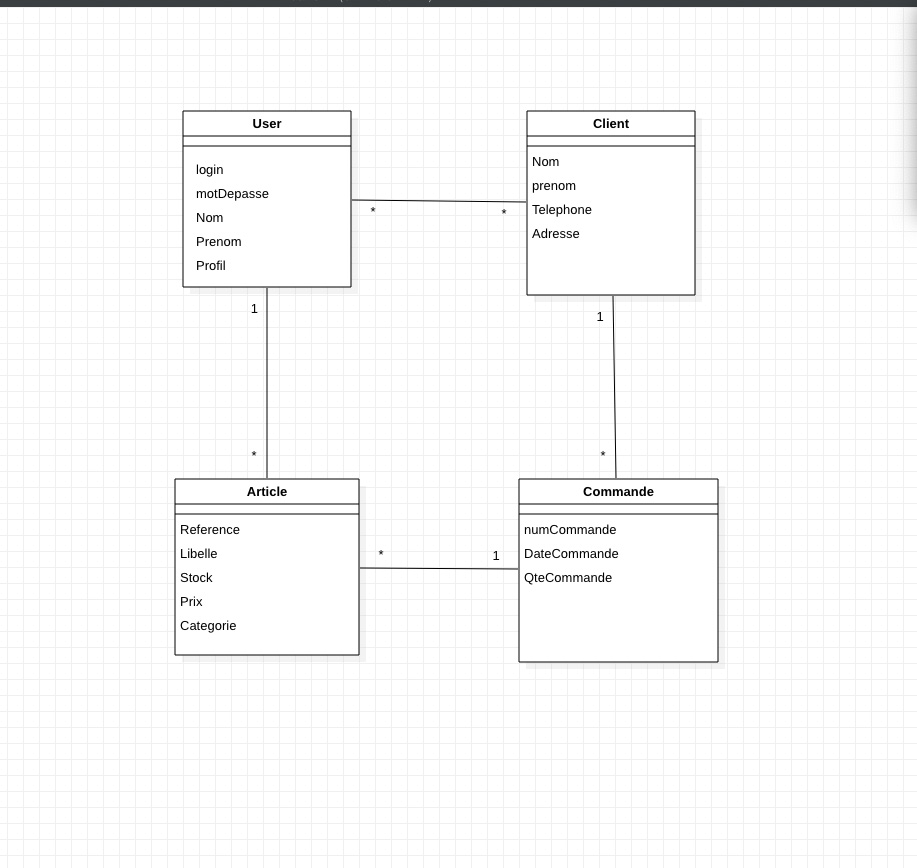 User
login
motDepasse
Nom
Prenom
Profil
Client
Nom
prenom
Telephone
Adresse
*
*
1
1
*
*
Article
Reference
Libelle
Stock
Prix
Categorie
*
1
Commande
numCommande
DateCommande
QteCommande